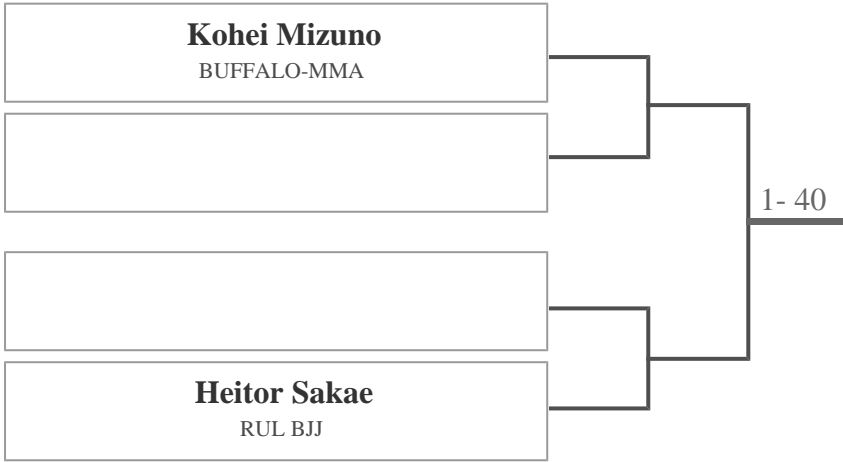 Kohei Mizuno
BUFFALO-MMA
1- 40
Heitor Sakae
RUL BJJ